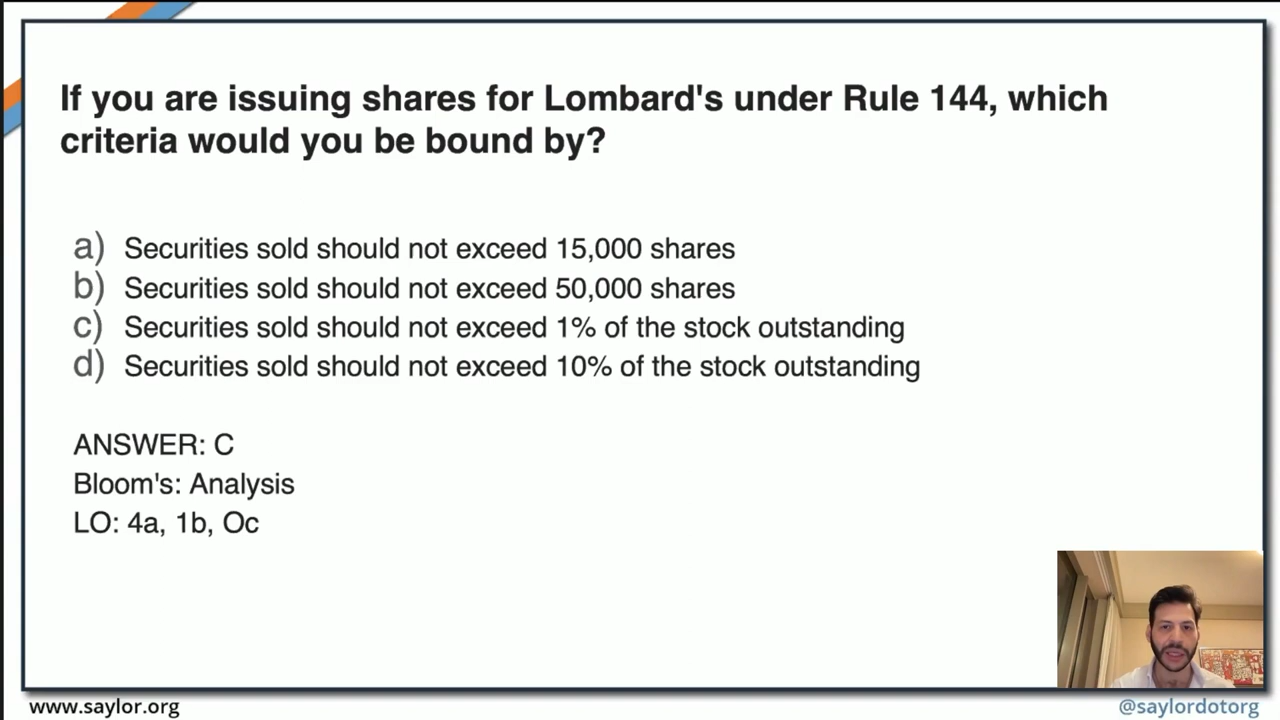 If you are issuing shares for Lombard's under Rule 144, which
criteria would you be bound by?
a) Securities sold should not exceed 15,000 shares
b) Securities sold should not exceed 50,000 shares
c) Securities sold should not exceed 1% of the stock outstanding
d) Securities sold should not exceed 10% of the stock outstanding
ANSWER: C
Bloom's: Analysis
LO: 4a, 1b, Oc
www.saylor.org
@saylordotorg